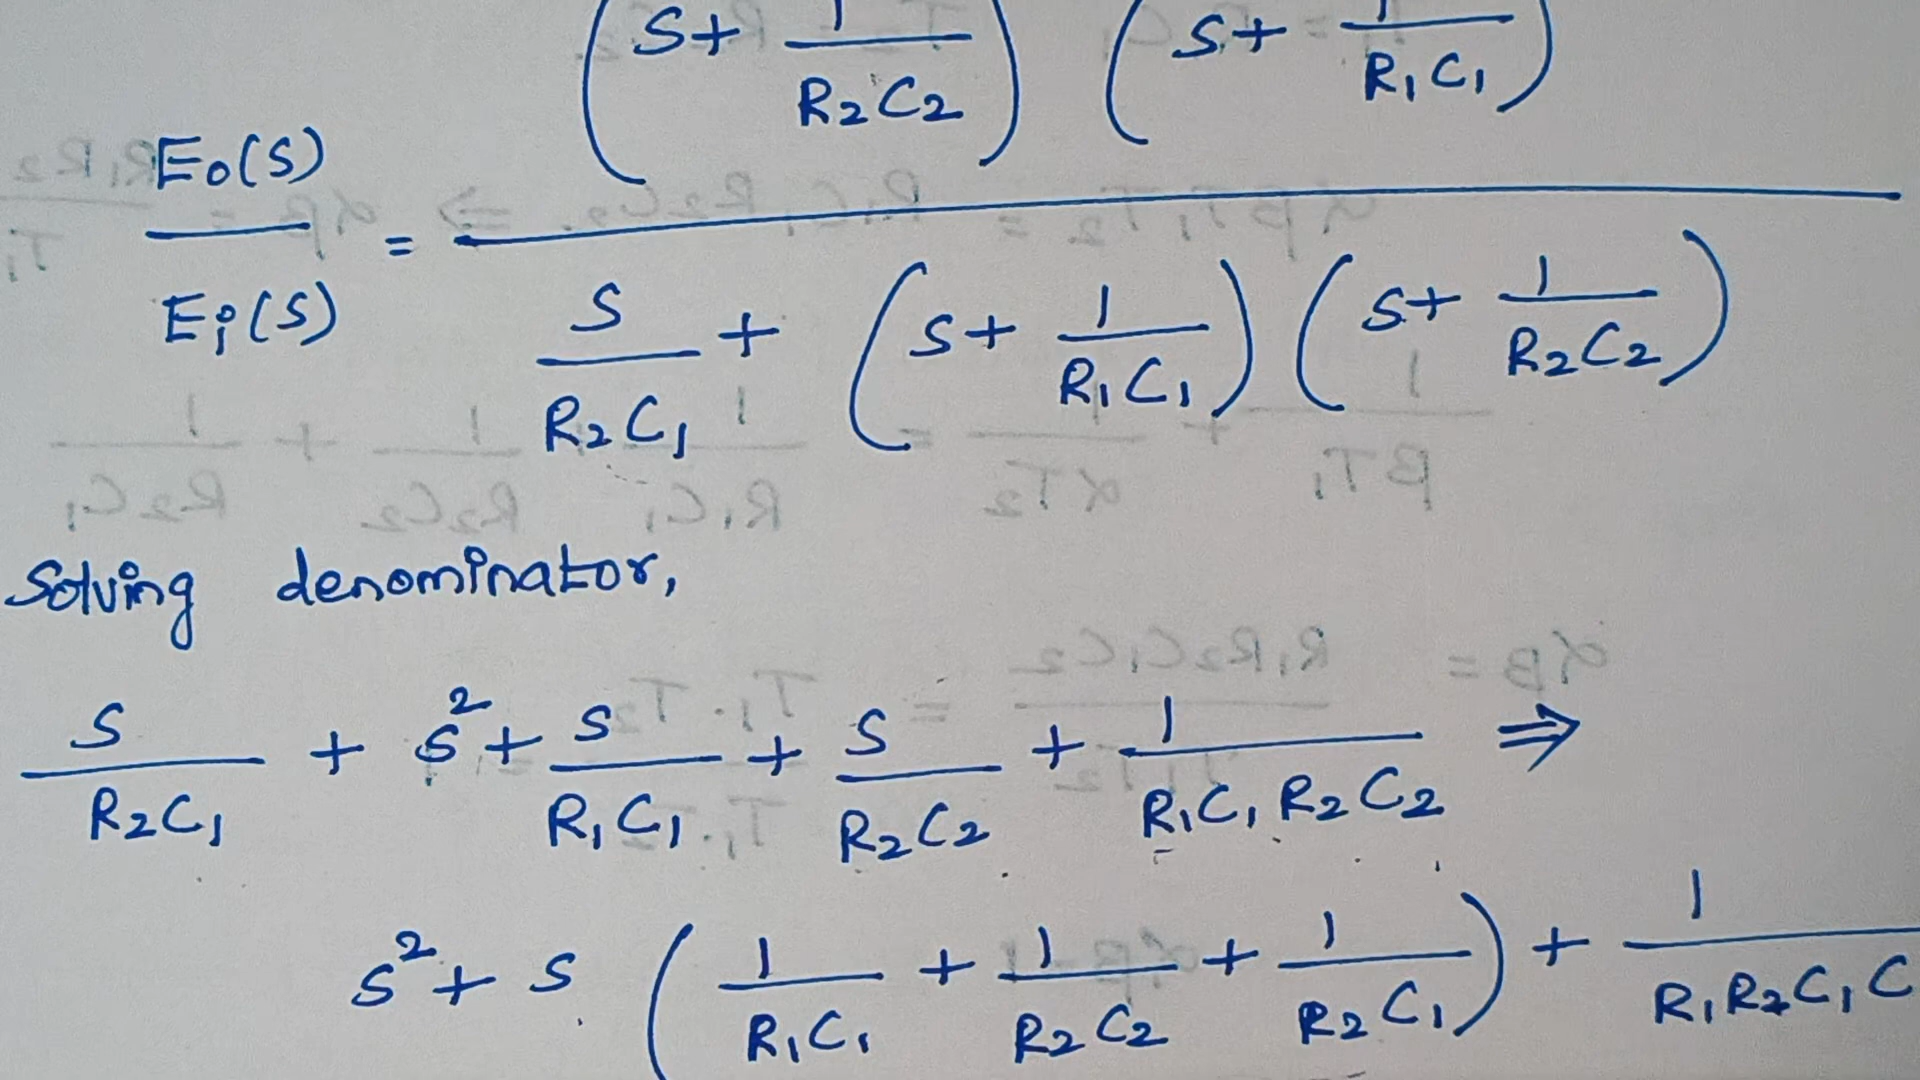 (S + 1/R₂C₂) (S + 1/R₁C₁)
E₀(S)/Eᵢ(S) = ———
S/R₂C₁ + (S + 1/R₁C₁) (S + 1/R₂C₂)
Solving denominator,
S/R₂C₁ + S² + S/R₁C₁ + S/R₂C₂ + 1/R₁C₁R₂C₂ ⇒
S² + S (1/R₁C₁ + 1/R₂C₂ + 1/R₂C₁) + 1/R₁R₂C₁C